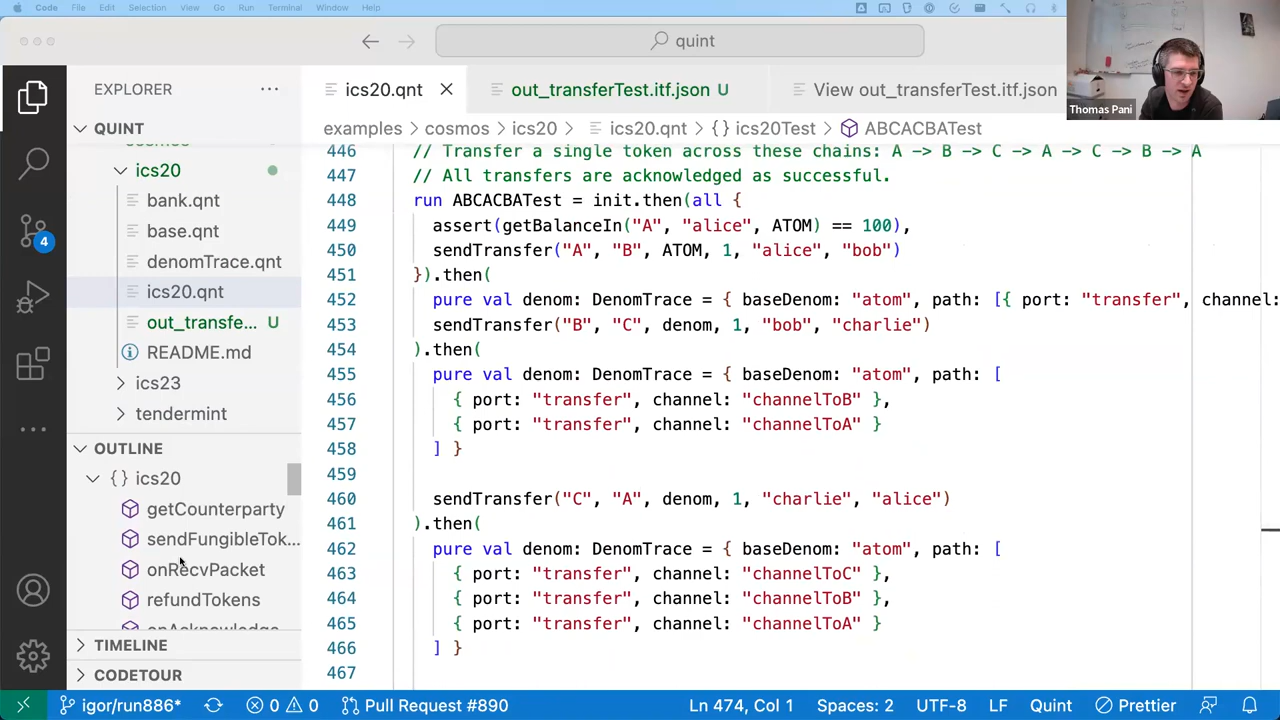 Code File Edit Selection View Go Run Terminal Window Help
quint
EXPLORER
ics20.qnt
out_transferTest.itf.json U
View out_transferTest.itf.json
Thomas Pani
QUINT
examples > cosmos > ics20 > ics20.qnt > {} ics20Test > ABCACBATest
cosmos
ics20
bank.qnt
base.qnt
denomTrace.qnt
ics20.qnt
out_transfe... U
README.md
ics23
tendermint
OUTLINE
{} ics20
getCounterparty
sendFungibleTok...
onRecvPacket
refundTokens
onAcknowledge
TIMELINE
CODETOUR
446 // Transfer a single token across these chains: A -> B -> C -> A -> C -> B -> A
447 // All transfers are acknowledged as successful.
448 run ABCACBATest = init.then(all {
449 assert(getBalanceIn("A", "alice", ATOM) == 100),
450 sendTransfer("A", "B", ATOM, 1, "alice", "bob")
451 }).then(
452 pure val denom: DenomTrace = { baseDenom: "atom", path: [{ port: "transfer", channel:
453 sendTransfer("B", "C", denom, 1, "bob", "charlie")
454 ).then(
455 pure val denom: DenomTrace = { baseDenom: "atom", path: [
456 { port: "transfer", channel: "channelToB" },
457 { port: "transfer", channel: "channelToA" }
458 ] }
459
460 sendTransfer("C", "A", denom, 1, "charlie", "alice")
461 ).then(
462 pure val denom: DenomTrace = { baseDenom: "atom", path: [
463 { port: "transfer", channel: "channelToC" },
464 { port: "transfer", channel: "channelToB" },
465 { port: "transfer", channel: "channelToA" }
466 ] }
467
4
igor/run886* 0 0 Pull Request #890 Ln 474, Col 1 Spaces: 2 UTF-8 LF Quint Prettier